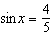 sin x = 4/5